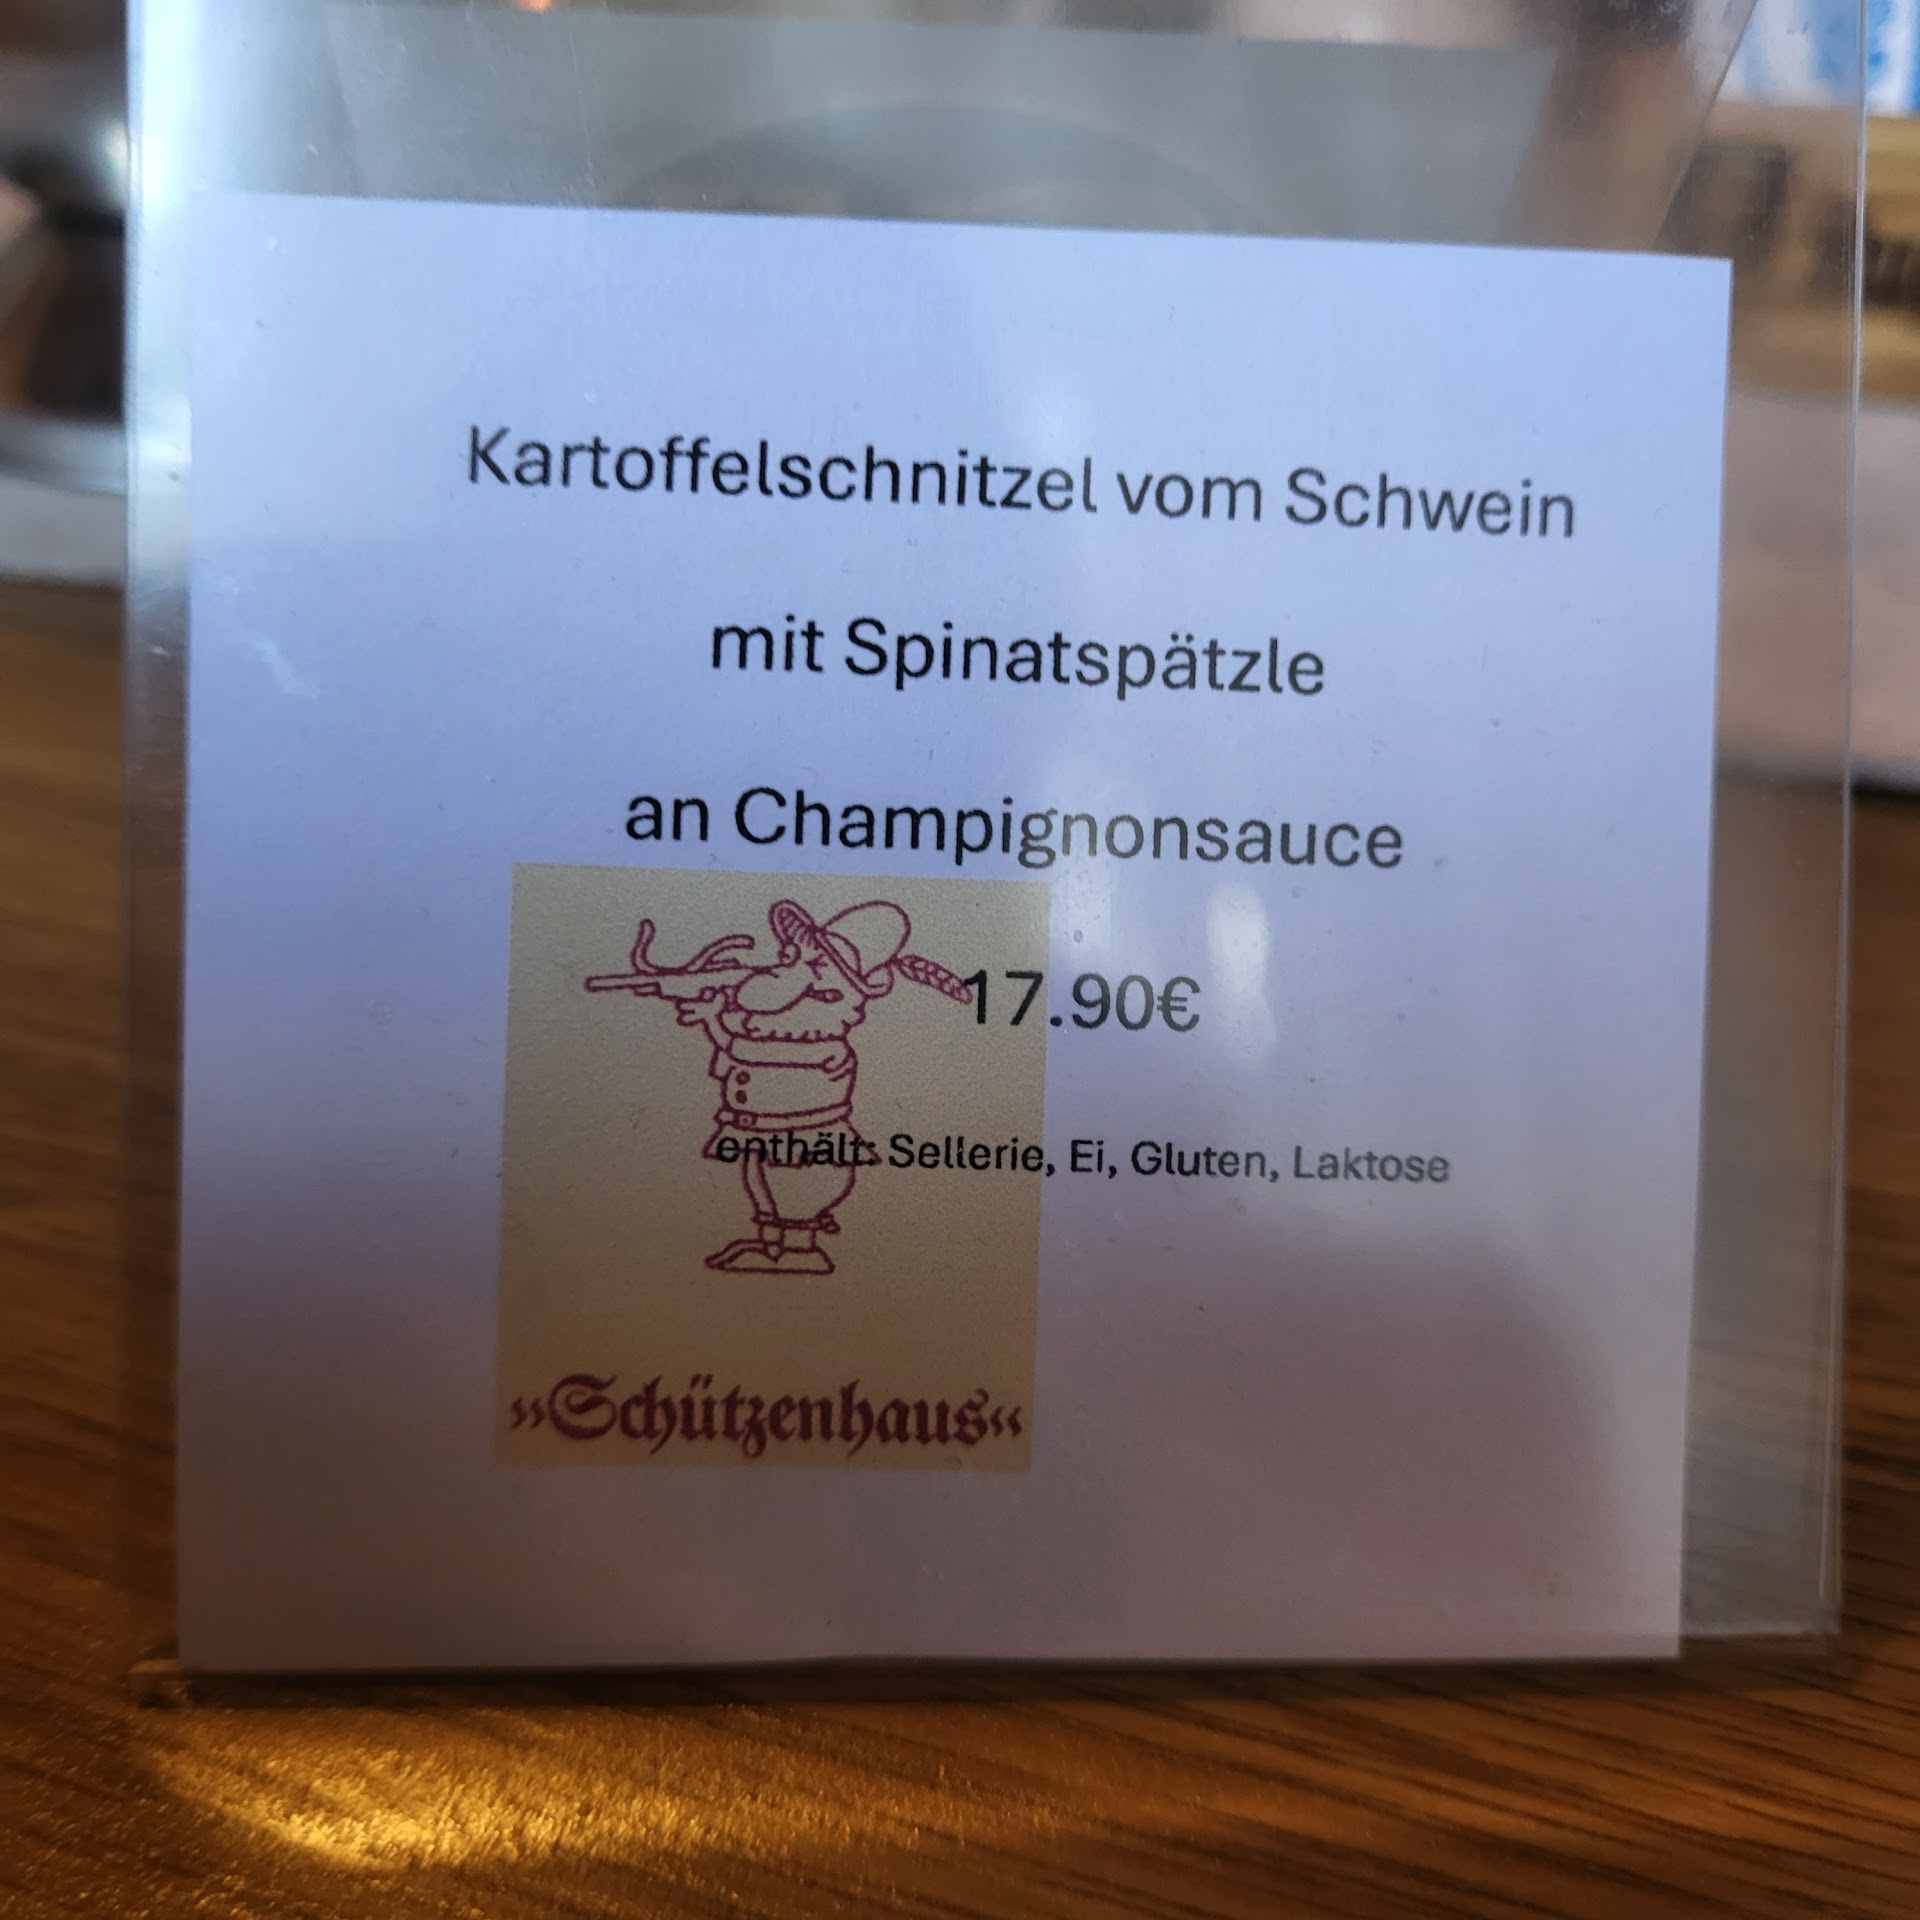 Kartoffelschnitzel vom Schwein
mit Spinatspätzle
an Champignonsauce
17.90€
enthält: Sellerie, Ei, Gluten, Laktose
»Schützenhaus«